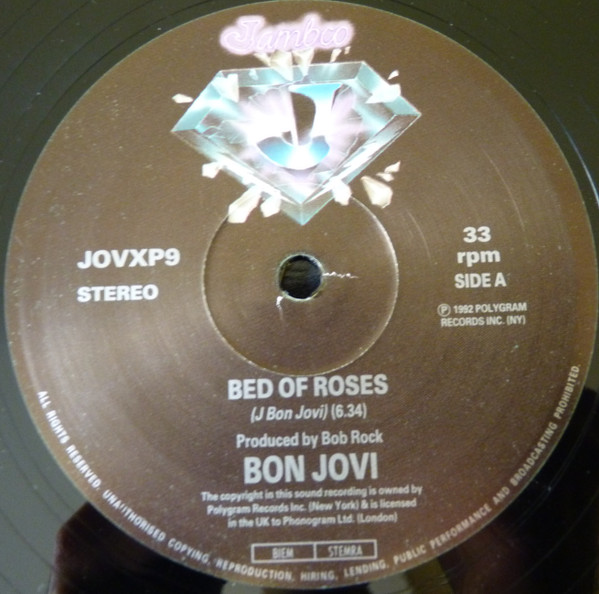 Jambco
J
JOVXP9
STEREO
33
rpm
SIDE A
Ⓟ 1992 POLYGRAM
RECORDS INC. (NY)
BED OF ROSES
(J Bon Jovi) (6.34)
Produced by Bob Rock
BON JOVI
The copyright in this sound recording is owned by
Polygram Records Inc. (New York) & is licensed
in the UK to Phonogram Ltd. (London)
BIEM STEMRA
ALL RIGHTS RESERVED. UNAUTHORISED COPYING, REPRODUCTION, HIRING, LENDING, PUBLIC PERFORMANCE AND BROADCASTING PROHIBITED.